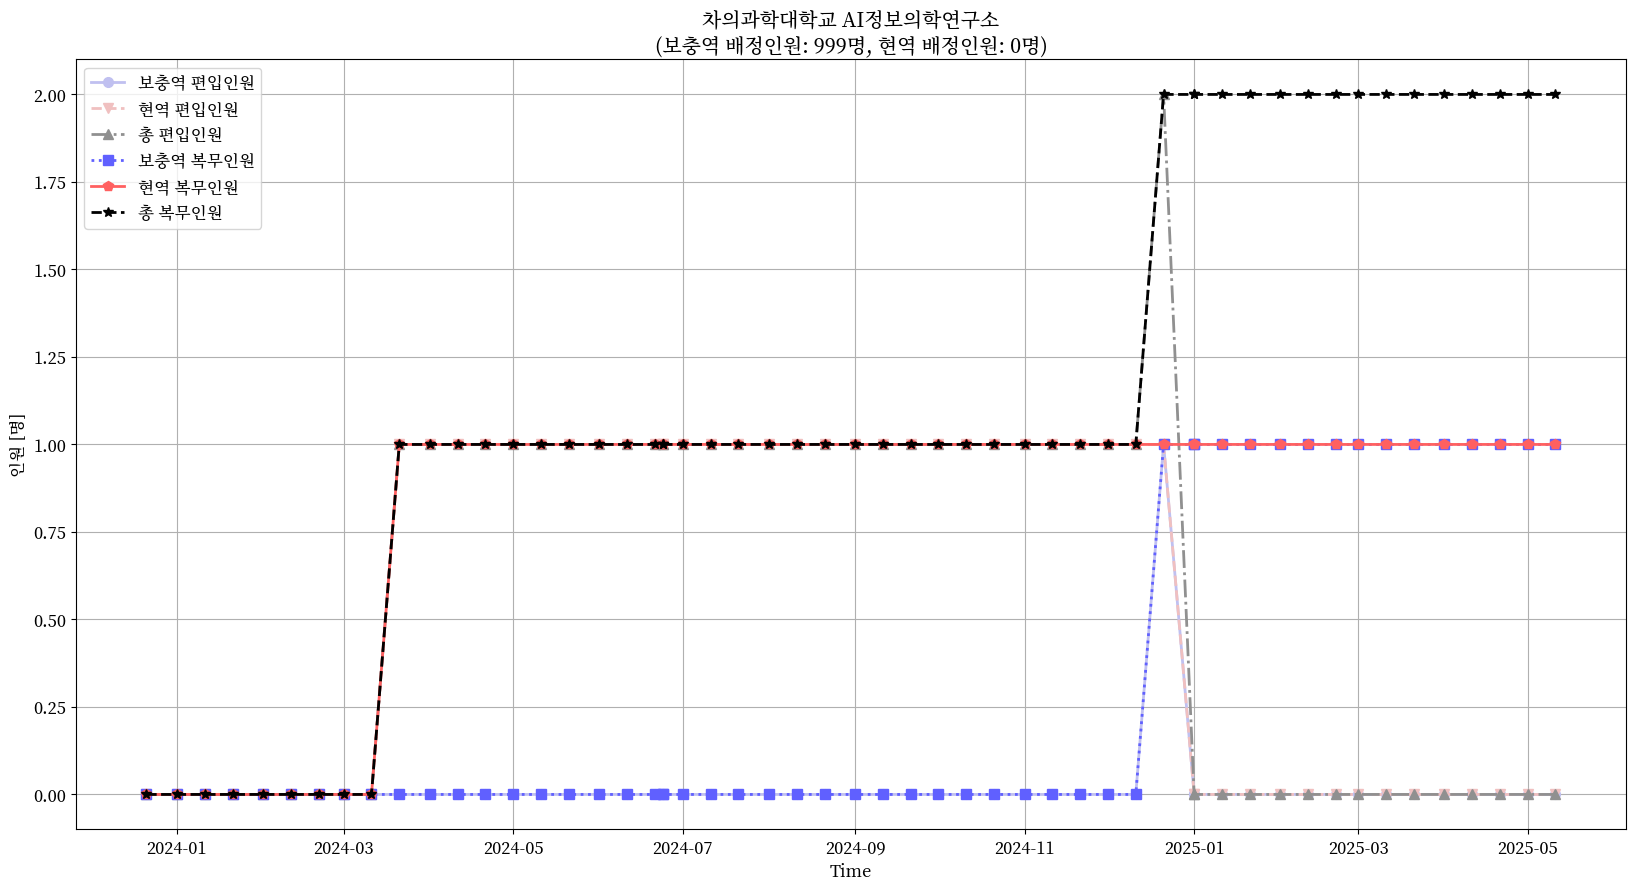 차의과학대학교 AI정보의학연구소
(보충역 배정인원: 999명, 현역 배정인원: 0명)
보충역 편입인원
현역 편입인원
총 편입인원
보충역 복무인원
현역 복무인원
총 복무인원
2.00
1.75
1.50
1.25
1.00
0.75
0.50
0.25
0.00
인원 [명]
2024-01 2024-03 2024-05 2024-07 2024-09 2024-11 2025-01 2025-03 2025-05
Time